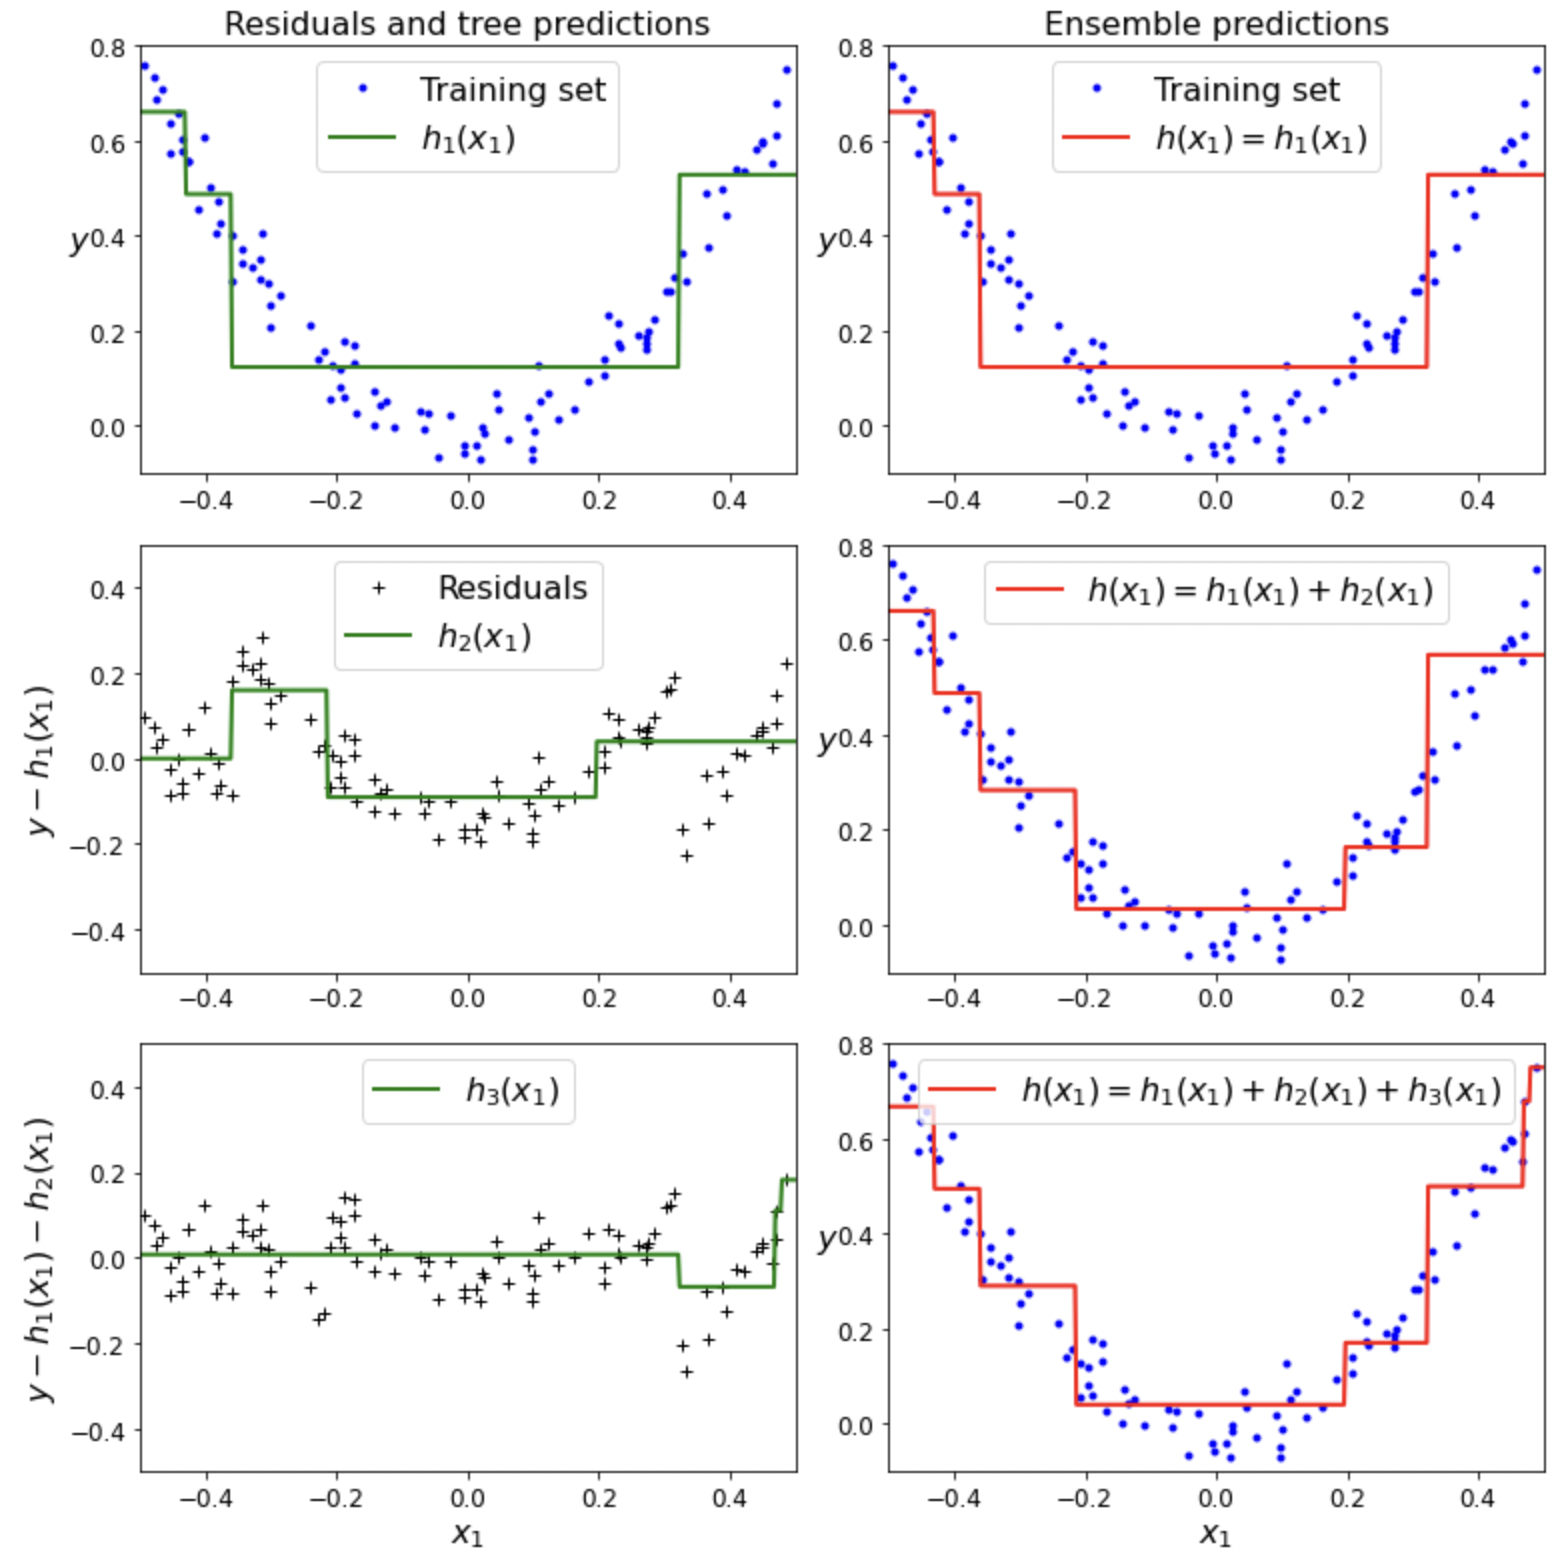 Residuals and tree predictions
Ensemble predictions
0.8
0.6
y 0.4
0.2
0.0
Training set
h₁(x₁)
−0.4 −0.2 0.0 0.2 0.4
0.8
0.6
y 0.4
0.2
0.0
Training set
h(x₁) = h₁(x₁)
−0.4 −0.2 0.0 0.2 0.4
y − h₁(x₁)
0.4
0.2
0.0
−0.2
−0.4
Residuals
h₂(x₁)
−0.4 −0.2 0.0 0.2 0.4
0.8
0.6
y 0.4
0.2
0.0
h(x₁) = h₁(x₁) + h₂(x₁)
−0.4 −0.2 0.0 0.2 0.4
y − h₁(x₁) − h₂(x₁)
0.4
0.2
0.0
−0.2
−0.4
h₃(x₁)
−0.4 −0.2 0.0 0.2 0.4
x₁
0.8
0.6
y 0.4
0.2
0.0
h(x₁) = h₁(x₁) + h₂(x₁) + h₃(x₁)
−0.4 −0.2 0.0 0.2 0.4
x₁